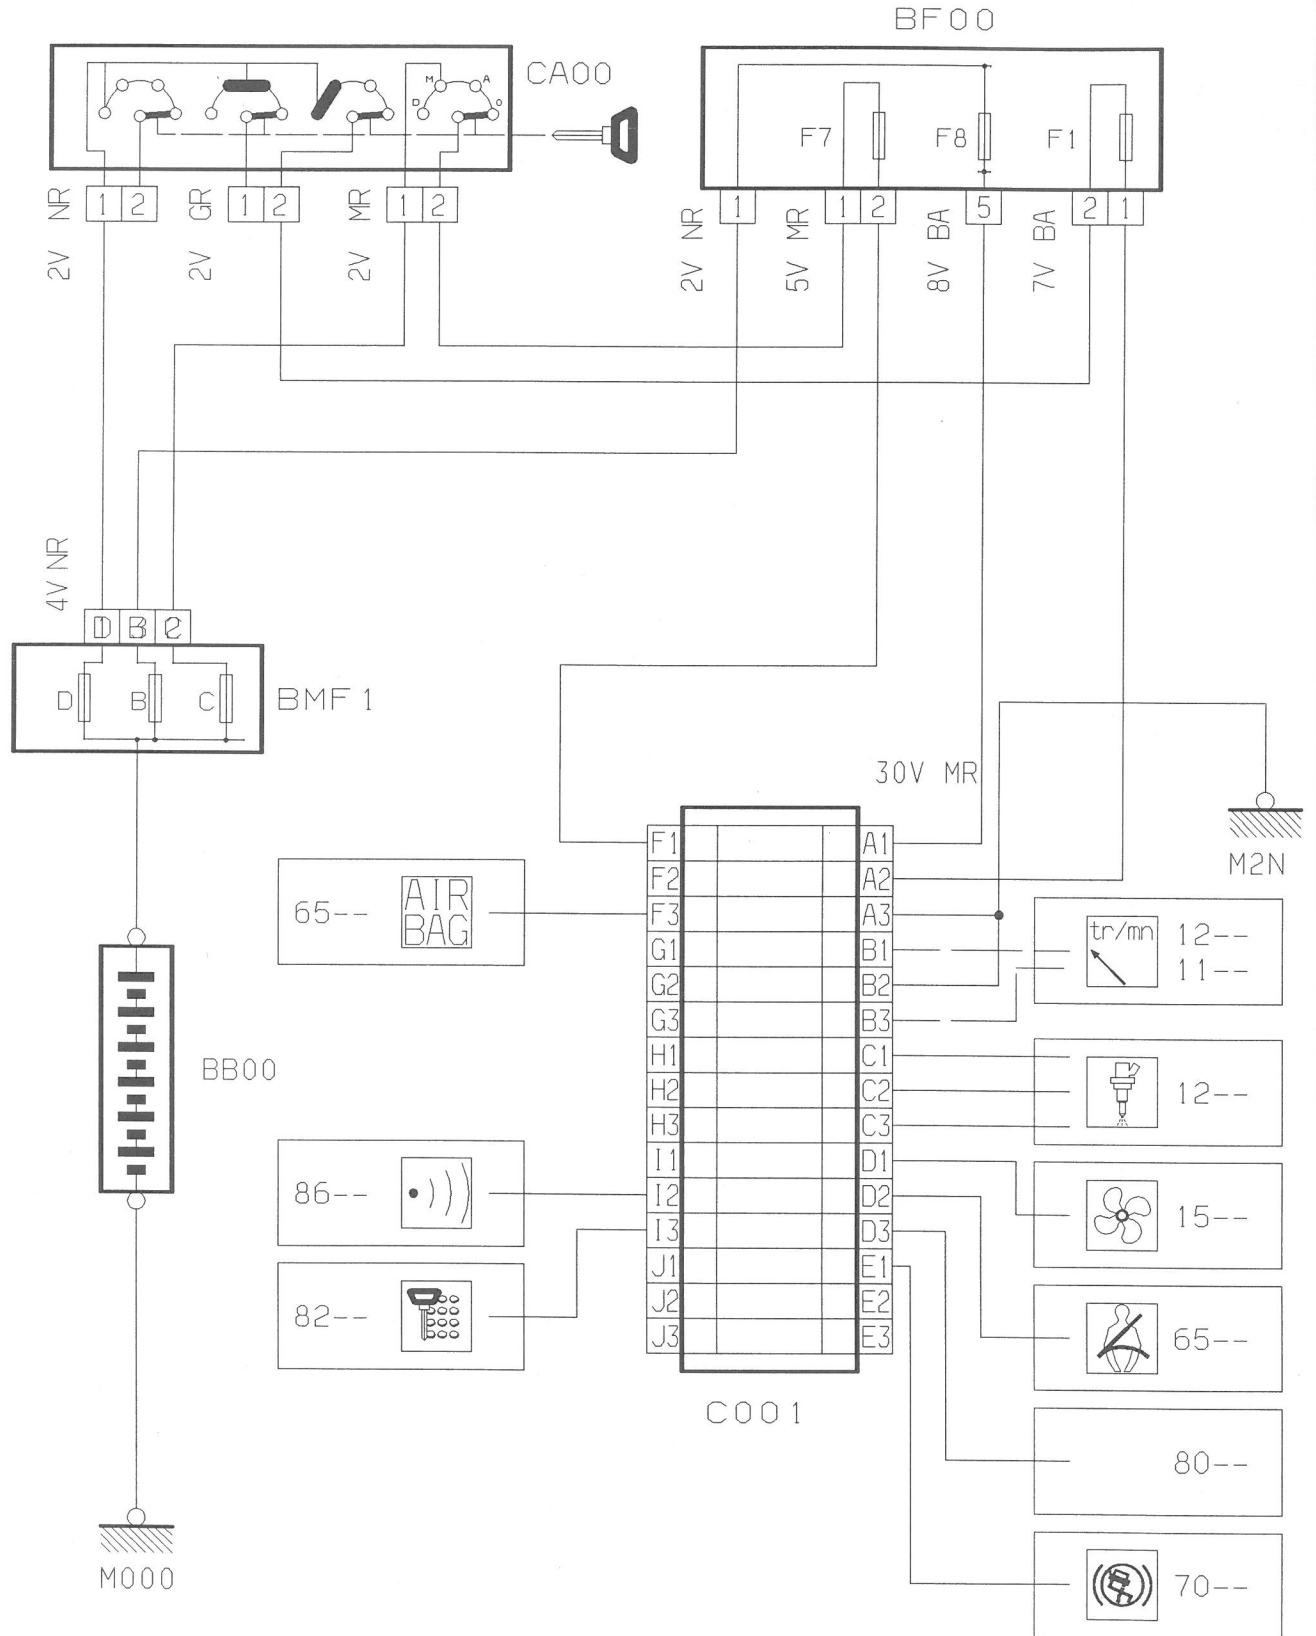 BF00
CA00
M
A
D
O
F7
F8
F1
1
2
1
2
1
2
1
1
2
5
2
1
2V NR
2V GR
2V MR
2V NR
5V MR
8V BA
7V BA
4V NR
D
B
C
D
B
C
BMF1
30V MR
M2N
F1
A1
F2
A2
F3
A3
G1
B1
G2
B2
G3
B3
H1
C1
H2
C2
H3
C3
I1
D1
I2
D2
I3
D3
J1
E1
J2
E2
J3
E3
C001
65--
AIR
BAG
86--
82--
tr/mn
12--
11--
12--
15--
65--
80--
70--
BB00
M000